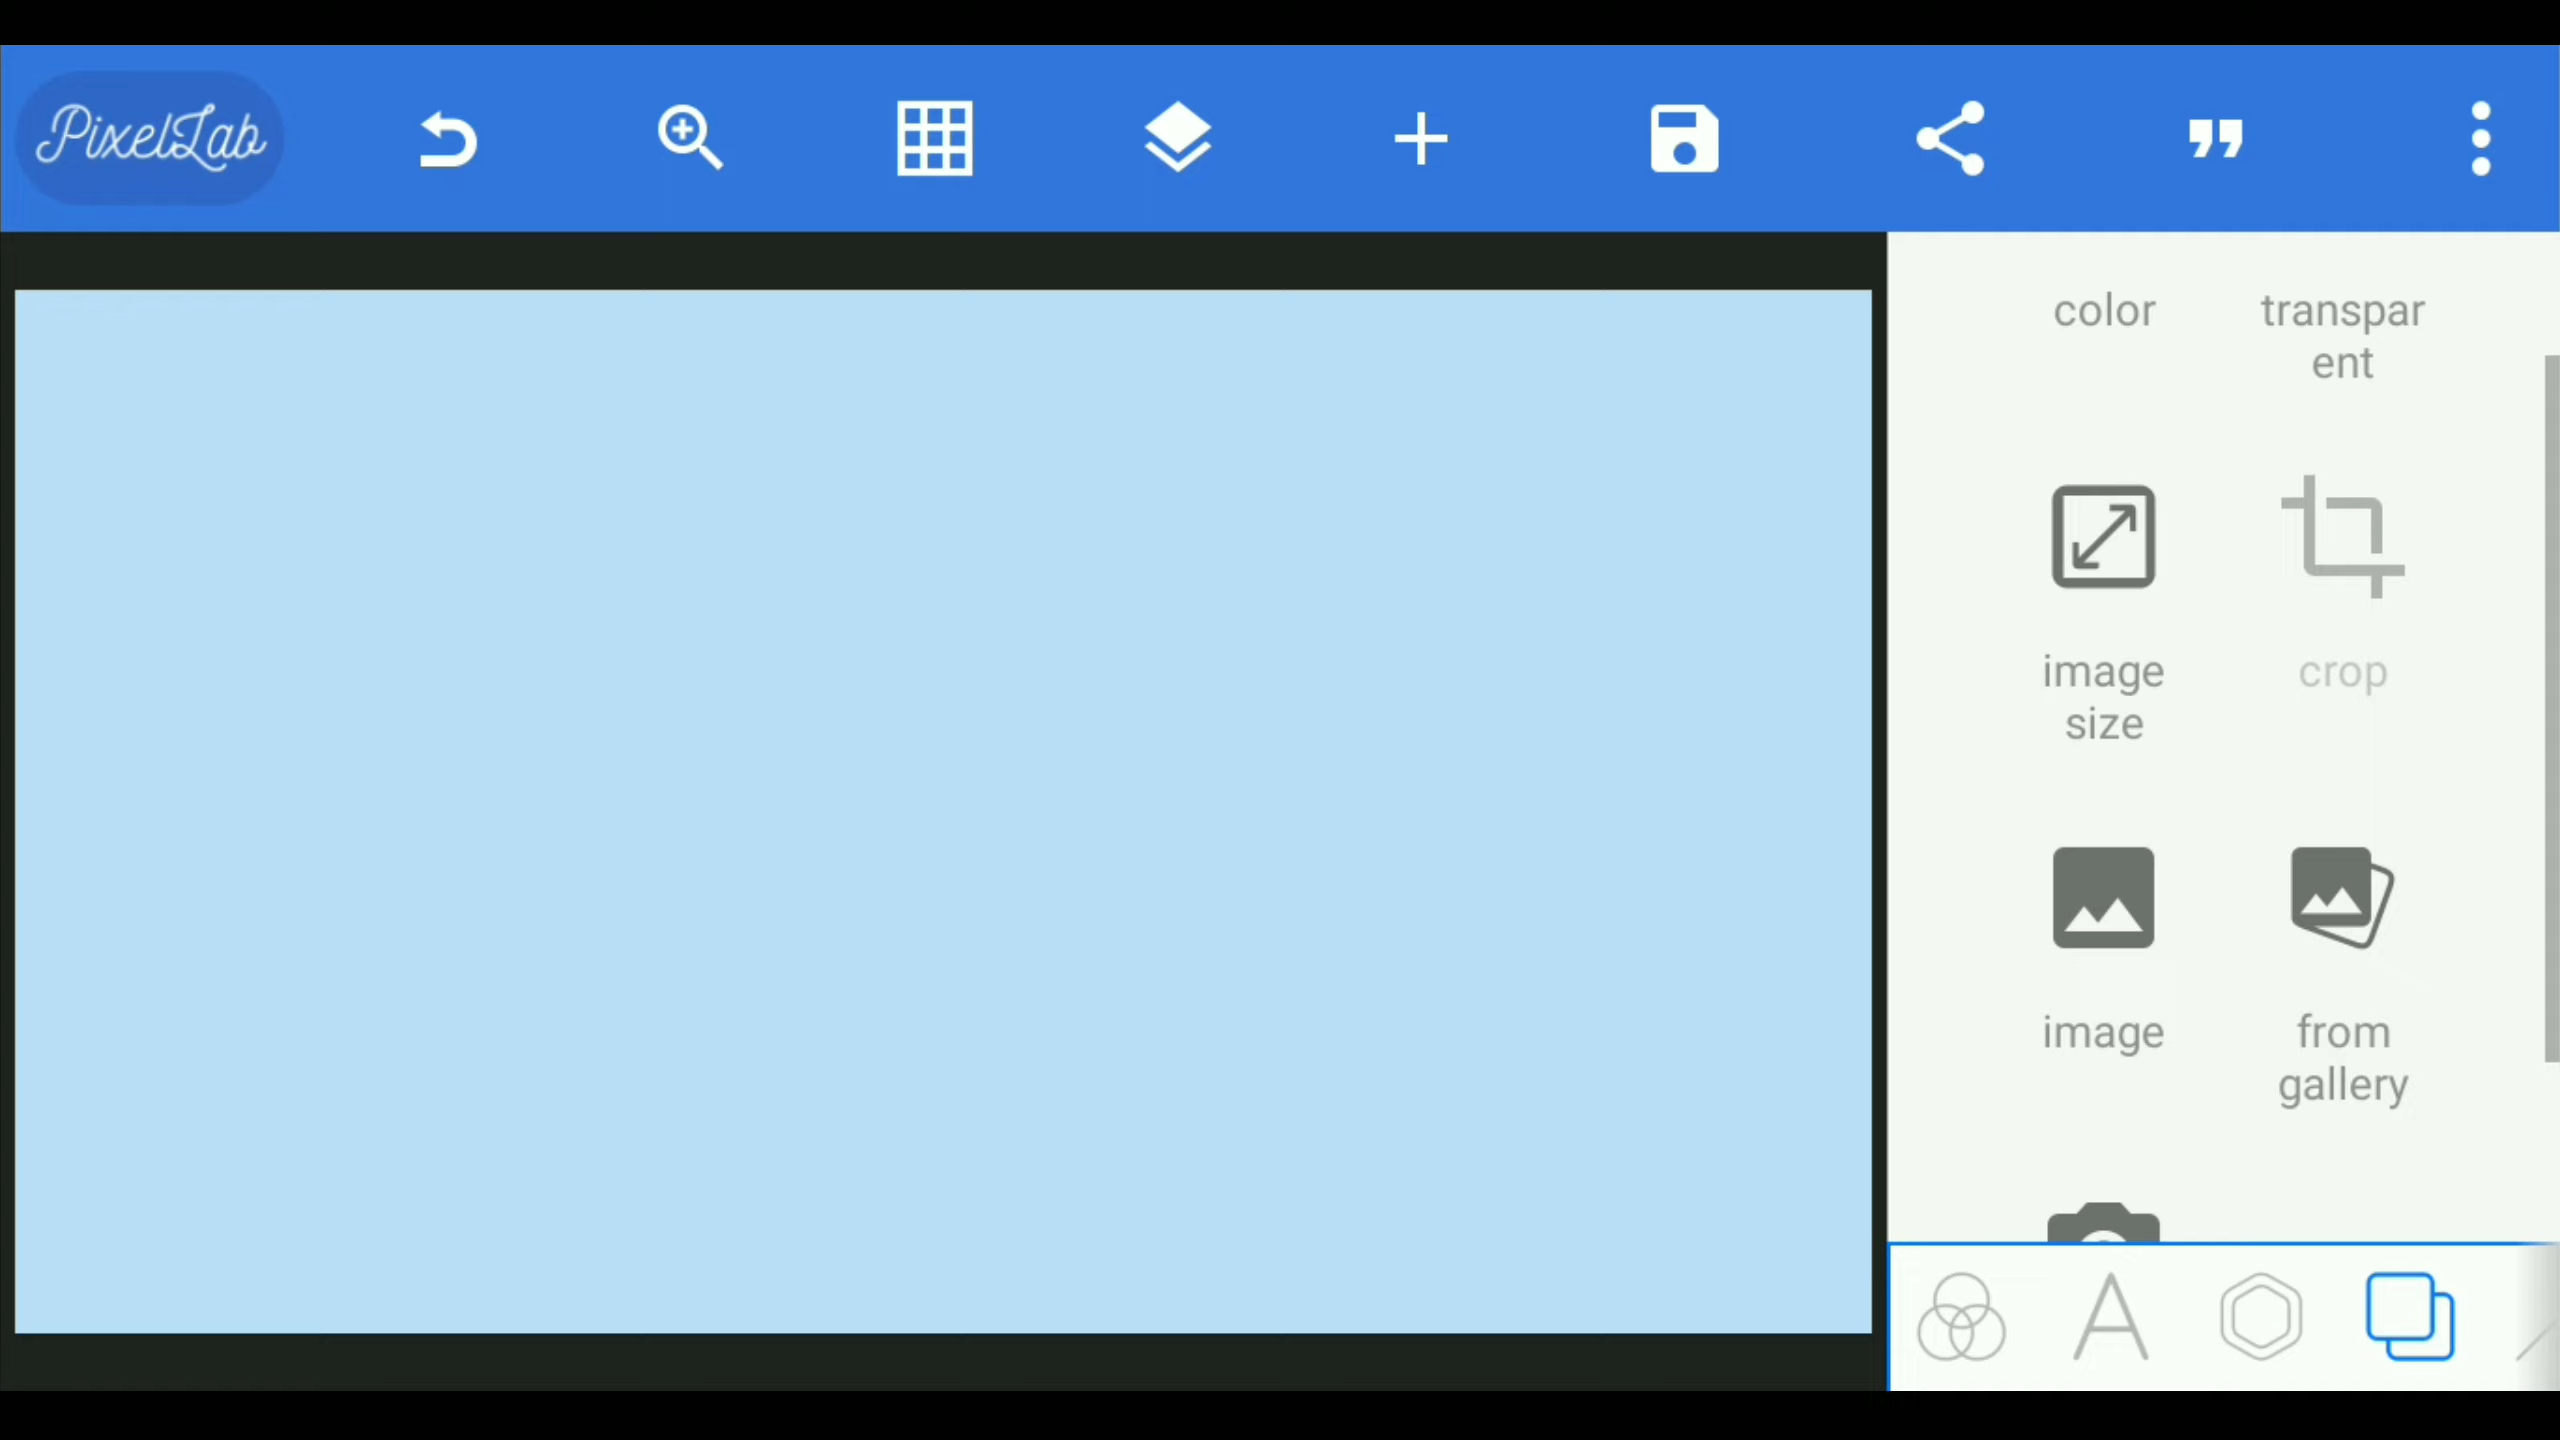 PixelLab
color
transpar
ent
image
size
crop
image
from
gallery